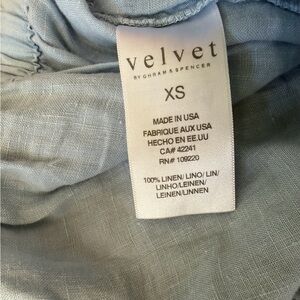 velvet
BY GRAHAM & SPENCER
XS
MADE IN USA
FABRIQUE AUX USA
HECHO EN EE.UU
CA# 42241
RN# 109220
100% LINEN/ LINO/ LIN/
LINHO/LEINEN/
LEINEN/LINNEN